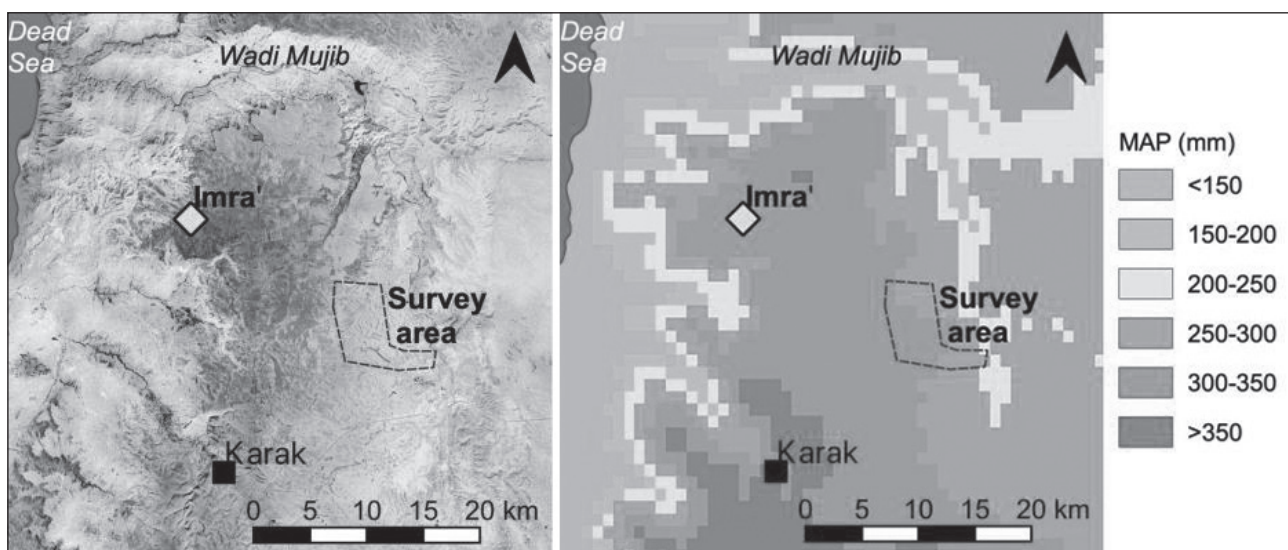 Dead
Sea
Wadi Mujib
Imra'
Survey
area
Karak
0 5 10 15 20 km
Dead
Sea
Wadi Mujib
Imra'
Survey
area
Karak
0 5 10 15 20 km
MAP (mm)
<150
150-200
200-250
250-300
300-350
>350